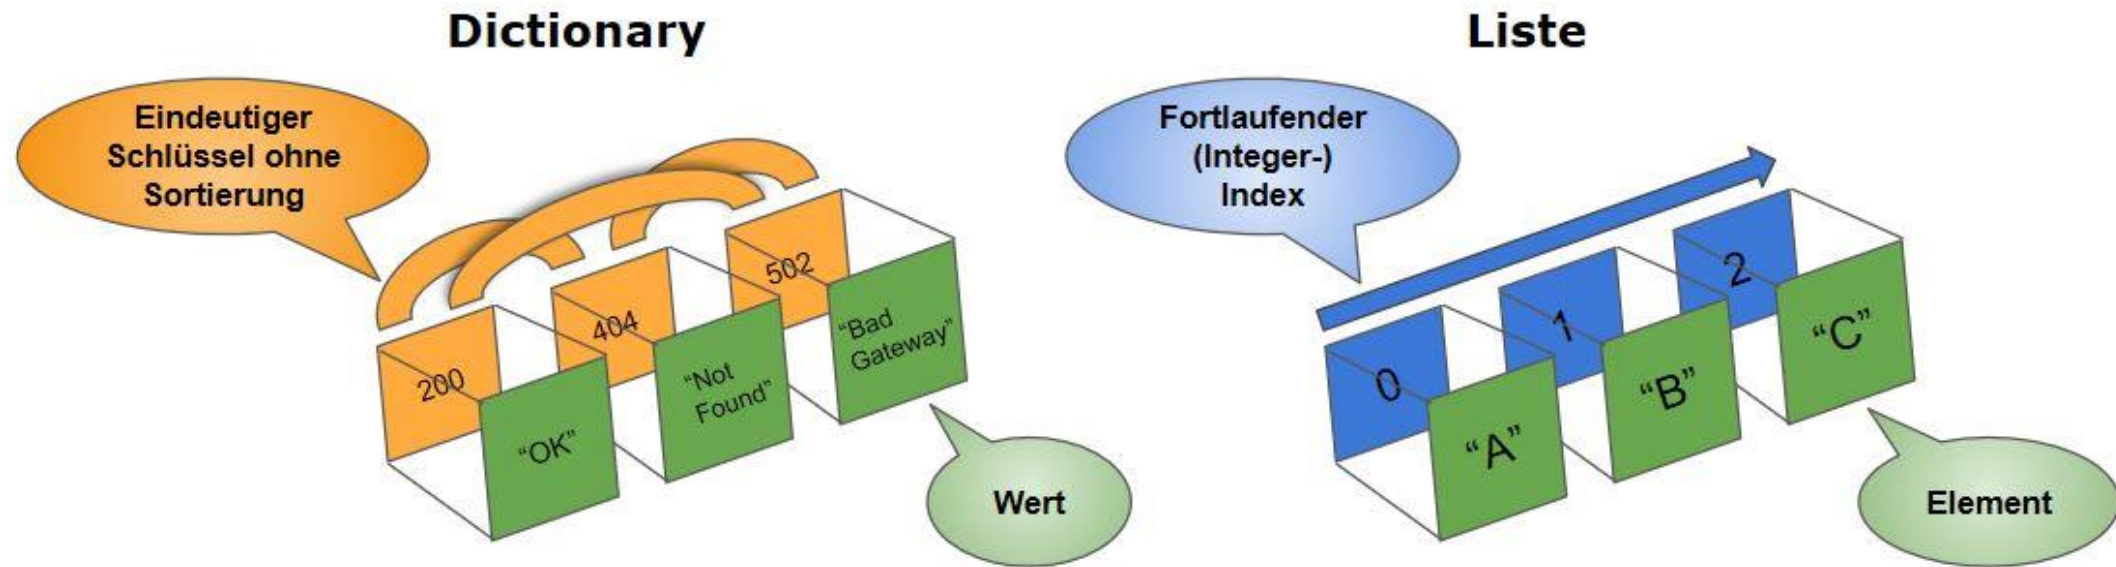 Dictionary
Eindeutiger
Schlüssel ohne
Sortierung
200
404
502
“OK”
“Not
Found”
“Bad
Gateway”
Wert
Liste
Fortlaufender
(Integer-)
Index
0
1
2
“A”
“B”
“C”
Element